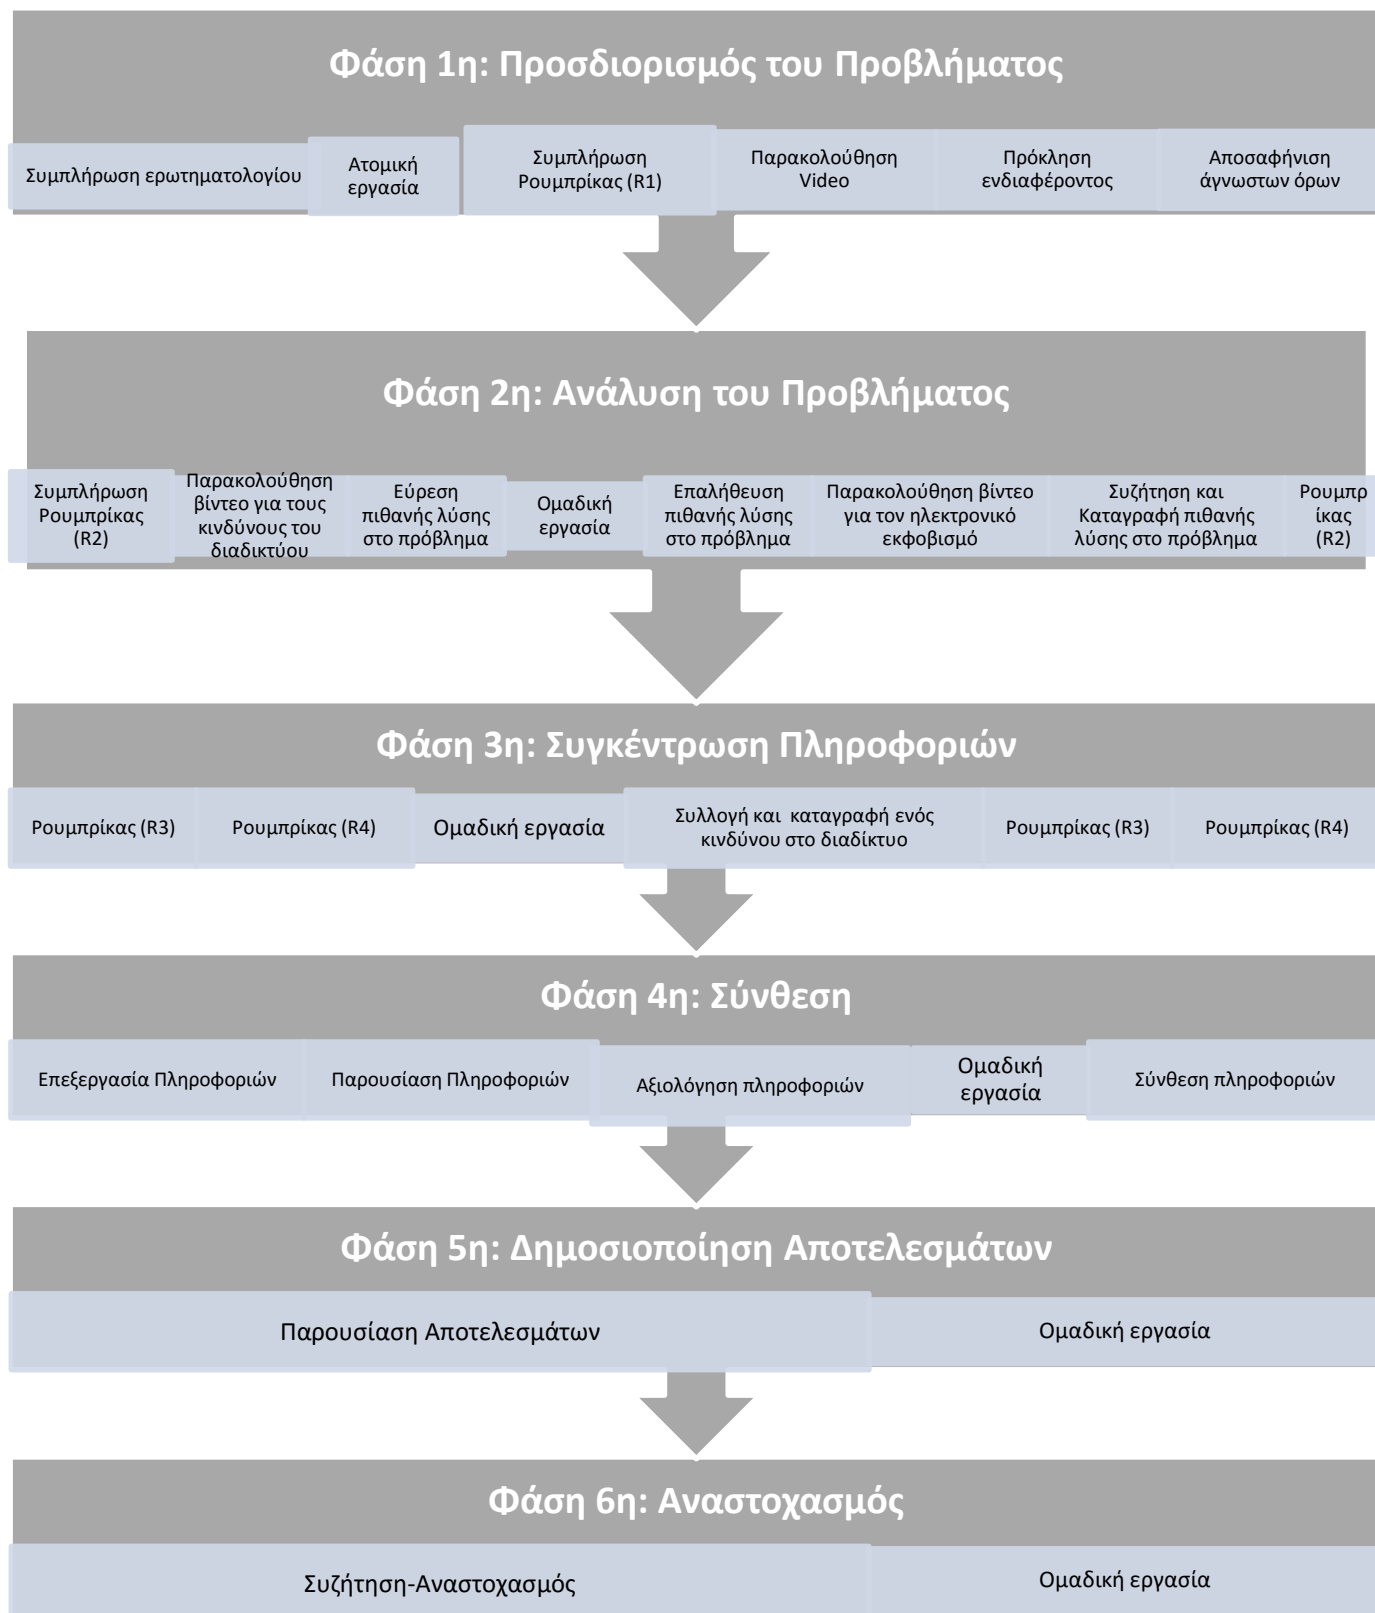 Φάση 1η: Προσδιορισμός του Προβλήματος
Συμπλήρωση ερωτηματολογίου
Ατομική
εργασία
Συμπλήρωση
Ρουμπρίκας (R1)
Παρακολούθηση
Video
Πρόκληση
ενδιαφέροντος
Αποσαφήνιση
άγνωστων όρων
Φάση 2η: Ανάλυση του Προβλήματος
Συμπλήρωση
Ρουμπρίκας
(R2)
Παρακολούθηση
βίντεο για τους
κινδύνους του
διαδικτύου
Εύρεση
πιθανής λύσης
στο πρόβλημα
Ομαδική
εργασία
Επαλήθευση
πιθανής λύσης
στο πρόβλημα
Παρακολούθηση βίντεο
για τον ηλεκτρονικό
εκφοβισμό
Συζήτηση και
Καταγραφή πιθανής
λύσης στο πρόβλημα
Ρουμπρ
ίκας
(R2)
Φάση 3η: Συγκέντρωση Πληροφοριών
Ρουμπρίκας (R3)
Ρουμπρίκας (R4)
Ομαδική εργασία
Συλλογή και  καταγραφή ενός
κινδύνου στο διαδίκτυο
Ρουμπρίκας (R3)
Ρουμπρίκας (R4)
Φάση 4η: Σύνθεση
Επεξεργασία Πληροφοριών
Παρουσίαση Πληροφοριών
Αξιολόγηση πληροφοριών
Ομαδική
εργασία
Σύνθεση πληροφοριών
Φάση 5η: Δημοσιοποίηση Αποτελεσμάτων
Παρουσίαση Αποτελεσμάτων
Ομαδική εργασία
Φάση 6η: Αναστοχασμός
Συζήτηση-Αναστοχασμός
Ομαδική εργασία